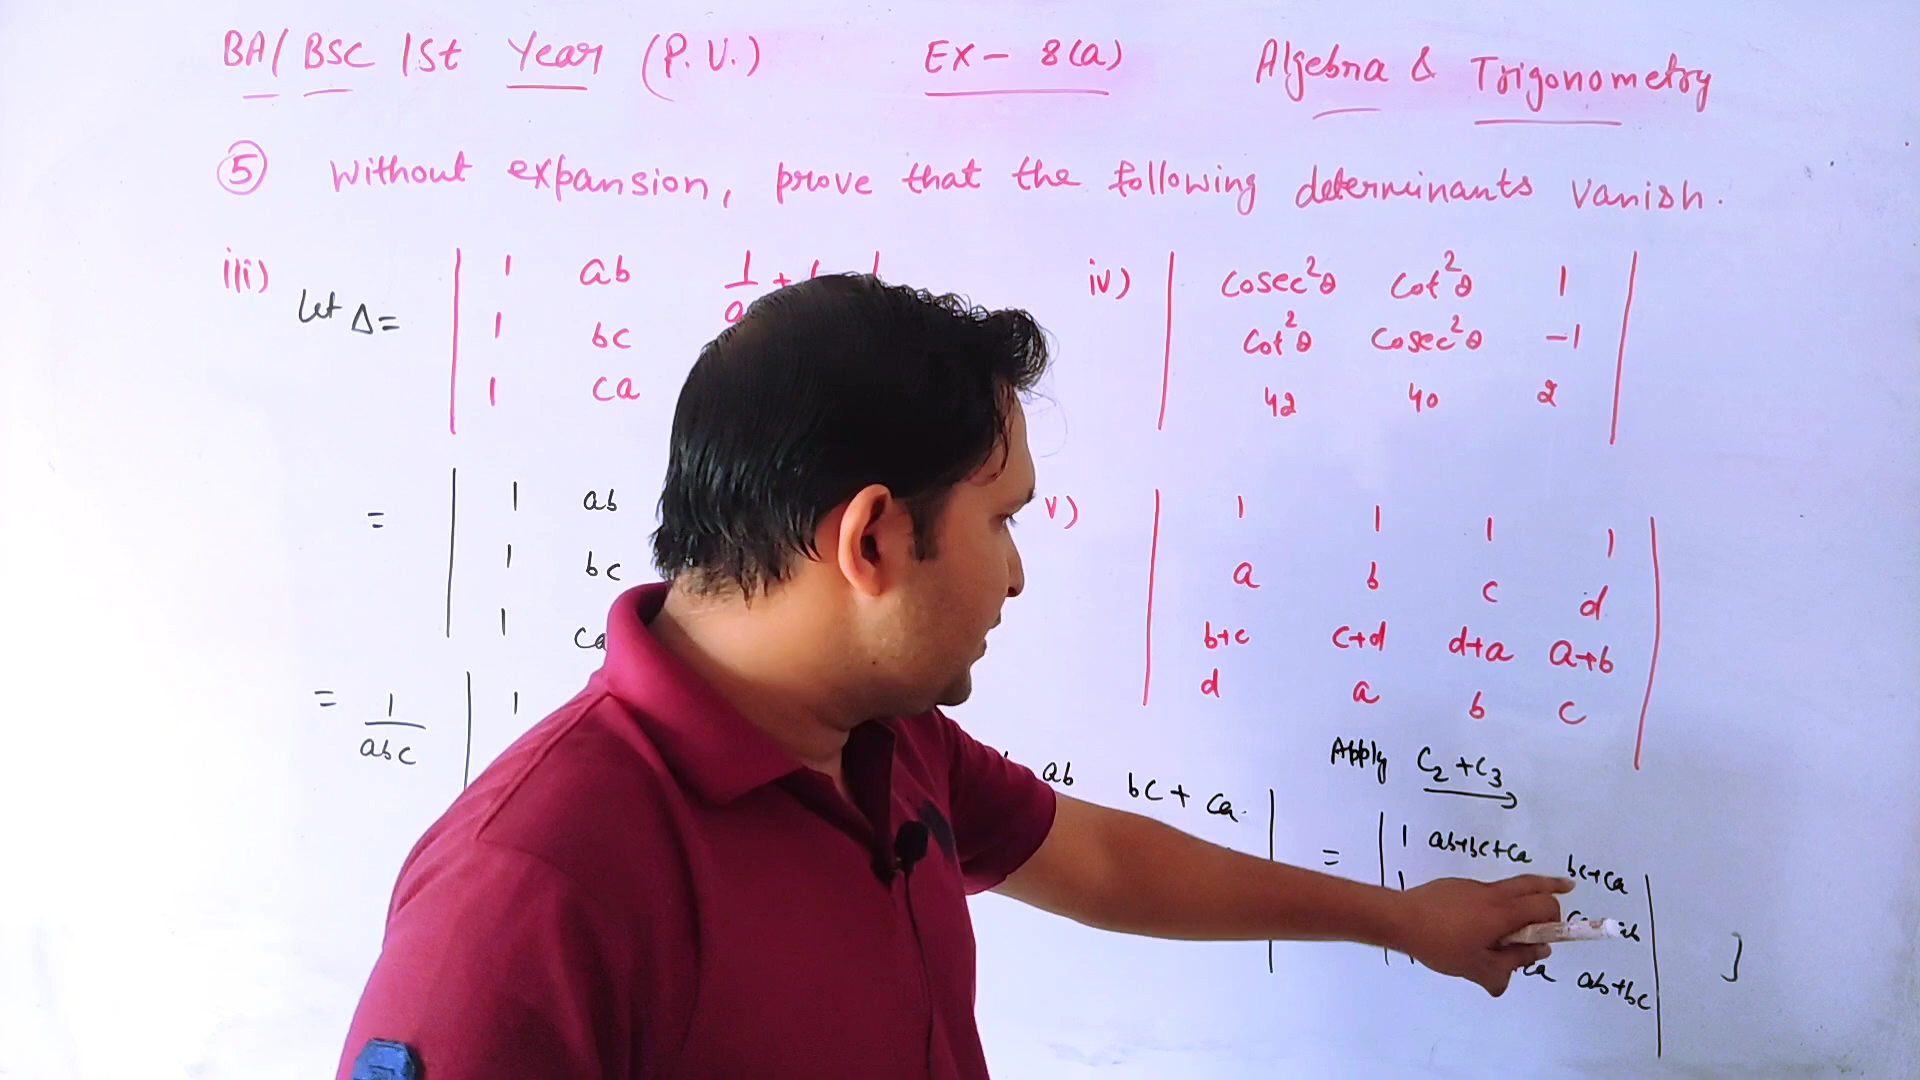 BA/ BSC 1St Year (P.U.) EX- 8(a) Algebra & Trigonometry
5 Without expansion, prove that the following determinants vanish.
iii) Let Δ =
1 ab 1/a +
1 bc
1 ca
=
1 ab
1 bc
1 ca
= 1/abc
1
ab bc + ca
iv)
cosec²θ cot²θ 1
cot²θ cosec²θ -1
42 40 2
v)
1 1 1 1
a b c d
b+c c+d d+a a+b
d a b c
Apply C₂ + C₃
=
1 ab+bc+ca bc+ca
ab+bc